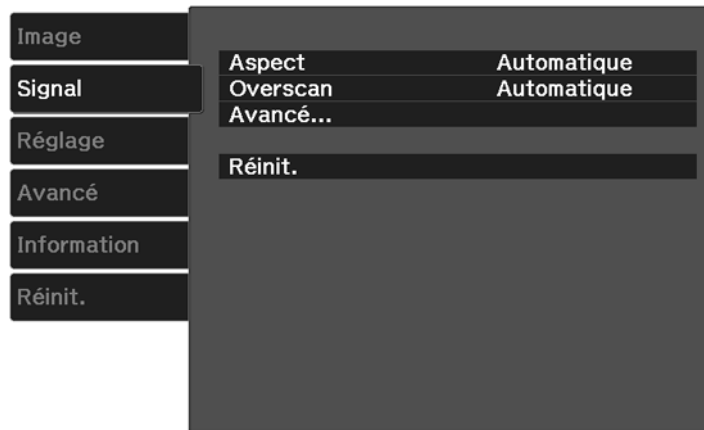 Image
Signal
Réglage
Avancé
Information
Réinit.
Aspect Automatique
Overscan Automatique
Avancé...
Réinit.